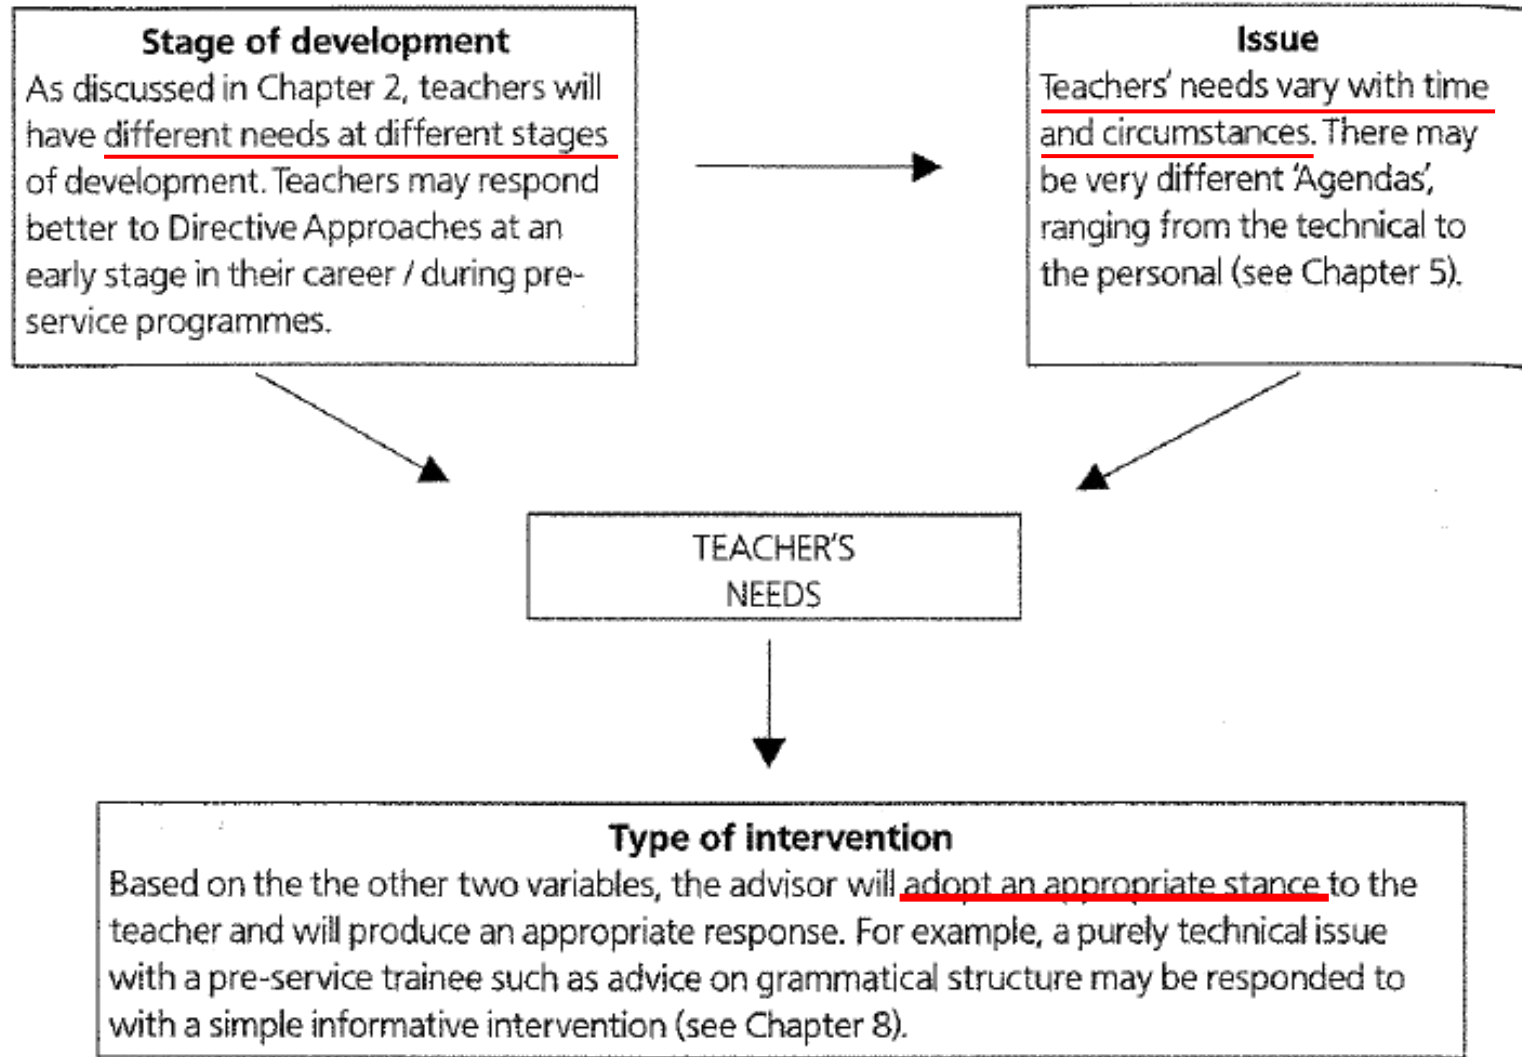 Stage of development
As discussed in Chapter 2, teachers will
have different needs at different stages
of development. Teachers may respond
better to Directive Approaches at an
early stage in their career / during pre-
service programmes.
Issue
Teachers' needs vary with time
and circumstances. There may
be very different 'Agendas',
ranging from the technical to
the personal (see Chapter 5).
TEACHER'S
NEEDS
Type of intervention
Based on the the other two variables, the advisor will adopt an appropriate stance to the
teacher and will produce an appropriate response. For example, a purely technical issue
with a pre-service trainee such as advice on grammatical structure may be responded to
with a simple informative intervention (see Chapter 8).